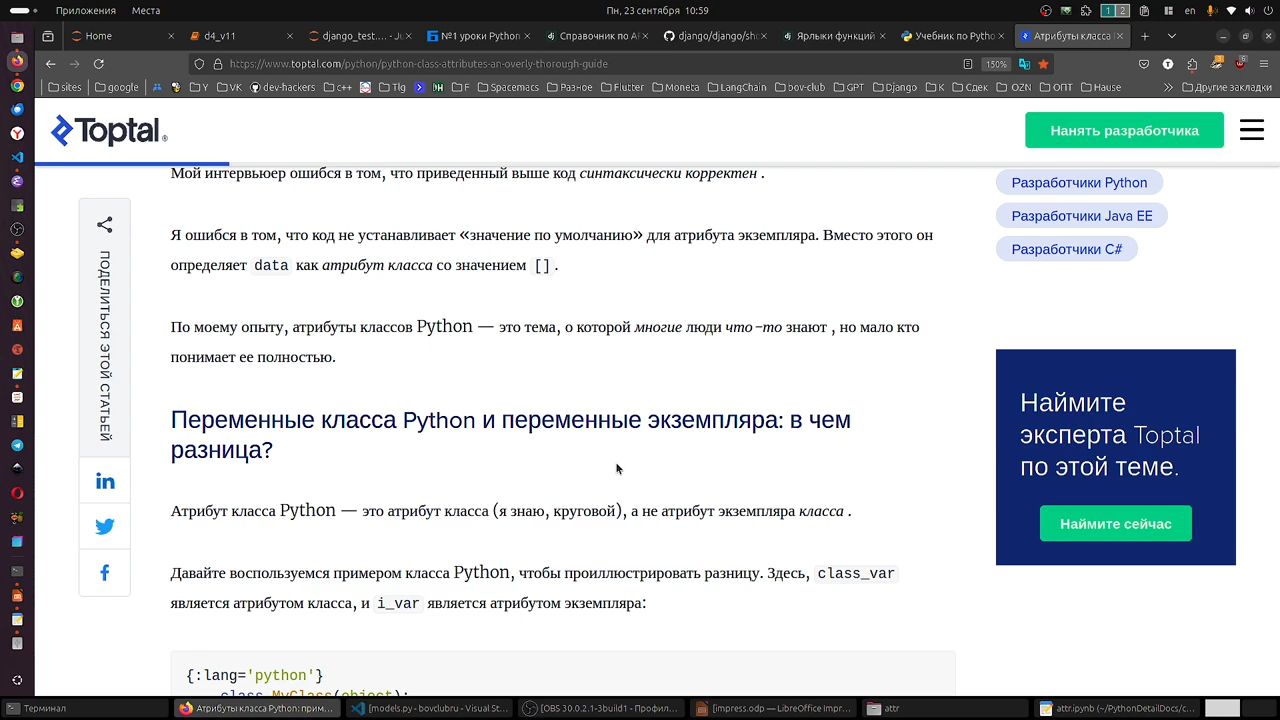 Приложения Места
Пн, 23 сентября 10:59
1 2
en
Home
d4_v11
django_test.... - Ju
№1 уроки Python
Справочник по AI
django/django/sho
Ярлыки функций
Учебник по Pytho
Атрибуты класса
https://www.toptal.com/python/python-class-attributes-an-overly-thorough-guide
150%
sites
google
Y
VK
dev-hackers
c++
Tlg
H
F
Spacemacs
Разное
Flutter
Moneta
LangChain
bov-club
GPT
Django
K
Сдек
OZN
ОПТ
Hause
Другие закладки
Toptal
Нанять разработчика
Мой интервьюер ошибся в том, что приведенный выше код синтаксически корректен .
Я ошибся в том, что код не устанавливает «значение по умолчанию» для атрибута экземпляра. Вместо этого он
определяет data как атрибут класса со значением [].
По моему опыту, атрибуты классов Python — это тема, о которой многие люди что-то знают , но мало кто
понимает ее полностью.
Переменные класса Python и переменные экземпляра: в чем
разница?
Атрибут класса Python — это атрибут класса (я знаю, круговой), а не атрибут экземпляра класса .
Давайте воспользуемся примером класса Python, чтобы проиллюстрировать разницу. Здесь, class_var
является атрибутом класса, и i_var является атрибутом экземпляра:
{:lang='python'}
class MyClass(object):
ПОДЕЛИТЬСЯ ЭТОЙ СТАТЬЕЙ
Разработчики Python
Разработчики Java EE
Разработчики C#
Наймите
эксперта Toptal
по этой теме.
Наймите сейчас
Терминал
Атрибуты класса Python: прим...
[models.py - bovclubru - Visual St...
[OBS 30.0.2.1-3build1 - Профил...
[impress.odp — LibreOffice Impr...
attr
attr.ipynb (~/PythonDetailDocs/c...